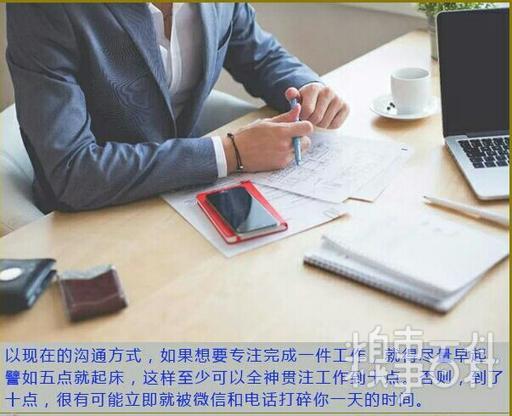 以现在的沟通方式，如果想要专注完成一件工作，就得尽量早起，
譬如五点就起床，这样至少可以全神贯注工作到十点。否则，到了
十点，很有可能立即就被微信和电话打碎你一天的时间。